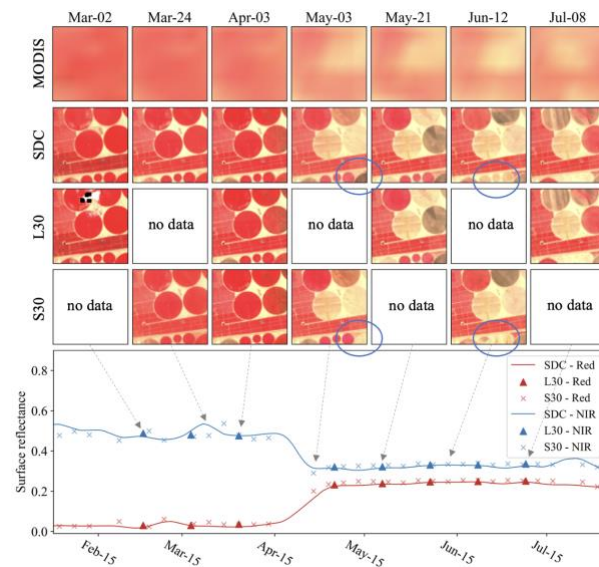 Mar-02 Mar-24 Apr-03 May-03 May-21 Jun-12 Jul-08
MODIS
SDC
L30
no data no data no data
S30
no data no data no data
Surface reflectance
0.8
0.6
0.4
0.2
0.0
SDC - Red
L30 - Red
S30 - Red
SDC - NIR
L30 - NIR
S30 - NIR
Feb-15 Mar-15 Apr-15 May-15 Jun-15 Jul-15